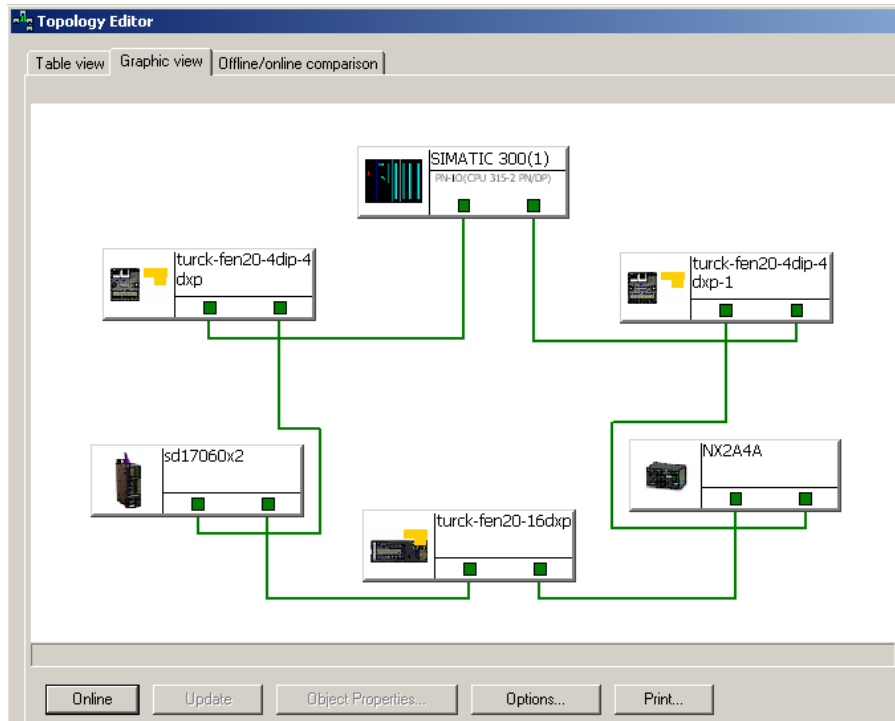 Topology Editor
Table view Graphic view Offline/online comparison
SIMATIC 300(1)
PN-IO(CPU 315-2 PN/DP)
turck-fen20-4dip-4
dxp
turck-fen20-4dip-4
dxp-1
sd17060x2
NX2A4A
turck-fen20-16dxp
Online Update Object Properties... Options... Print...